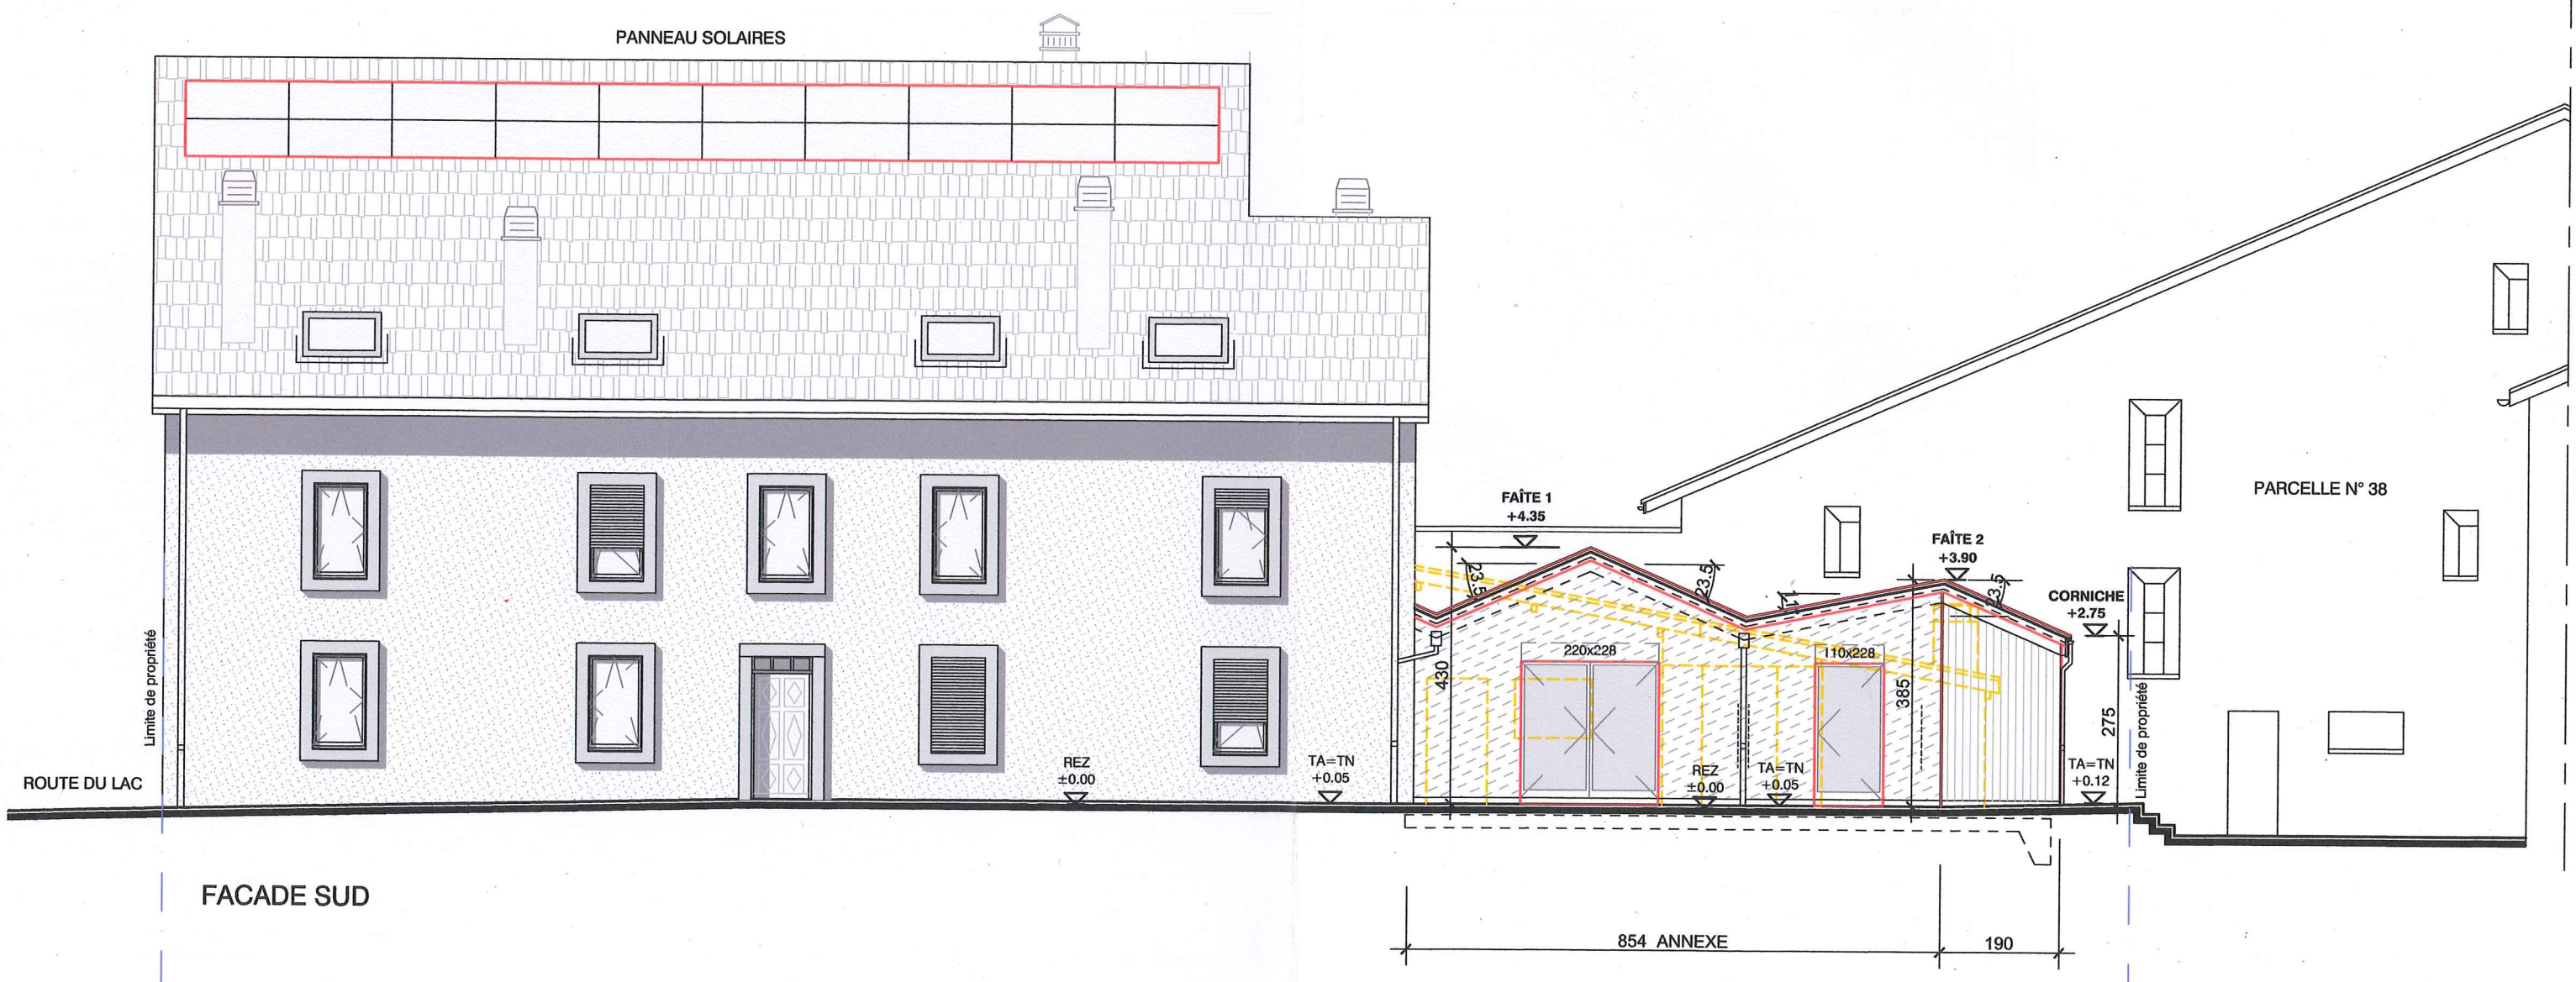 PANNEAU SOLAIRES
PARCELLE N° 38
FAÎTE 1
+4.35
FAÎTE 2
+3.90
23.5
23.5
11
23.5
CORNICHE
+2.75
220x228
110x228
430
385
275
Limite de propriété
Limite de propriété
ROUTE DU LAC
REZ
±0.00
TA=TN
+0.05
REZ
±0.00
TA=TN
+0.05
TA=TN
+0.12
FACADE SUD
854 ANNEXE
190